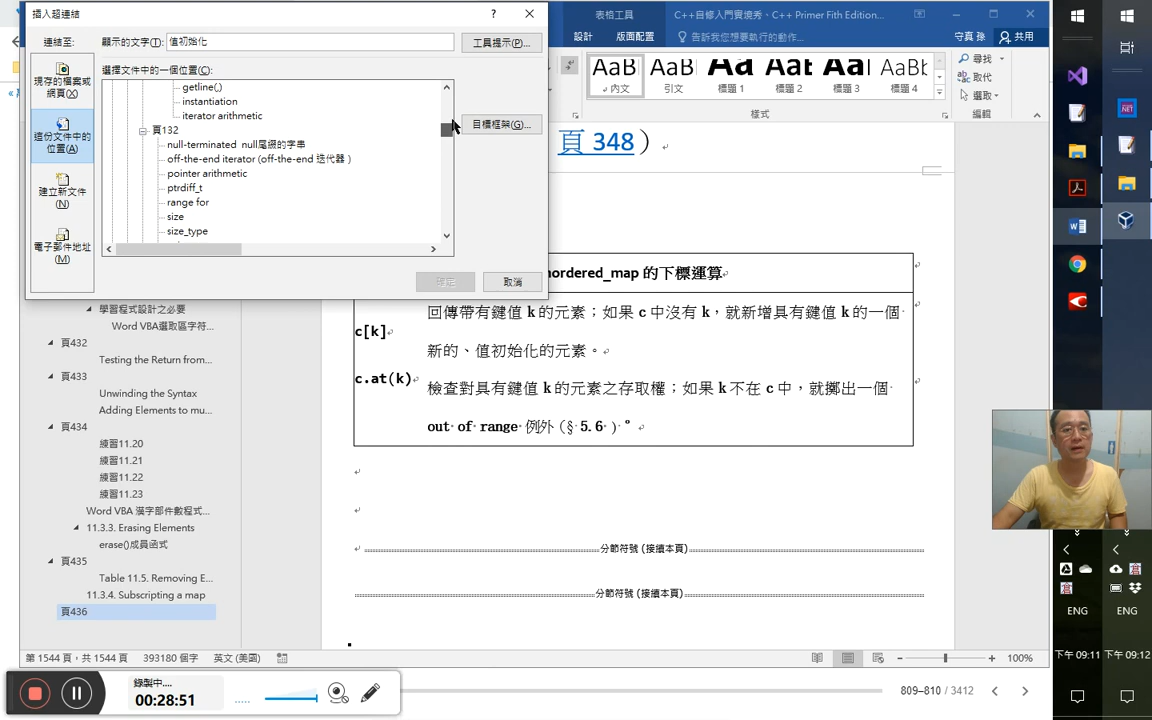 插入超連結
?
連結至:
顯示的文字(T):
值初始化
工具提示(P)...
選擇文件中的一個位置(C):
現存的檔案或
網頁(X)
這份文件中的
位置(A)
建立新文件
(N)
電子郵件地址
(M)
getline(,)
instantiation
iterator arithmetic
頁132
null-terminated null尾綴的字串
off-the-end iterator (off-the-end 迭代器 )
pointer arithmetic
ptrdiff_t
range for
size
size_type
目標框架(G)...
確定
取消
表格工具
C++自修入門實境秀、C++ Primer Fith Edition...
設計
版面配置
告訴我您想要執行的動作...
守真 孫
共用
AaB
AaB
Aa
Aat
Aal
AaBb
內文
引文
標題 1
標題 2
標題 3
標題 4
樣式
尋找
取代
選取
編輯
頁 348 )
nordered_map 的下標運算
c[k]
回傳帶有鍵值 k 的元素;如果 c 中沒有 k,就新增具有鍵值 k 的一個
新的、值初始化的元素。
c.at(k)
檢查對具有鍵值 k 的元素之存取權;如果 k 不在 c 中,就擲出一個
out of range 例外(§ 5.6 )。
分節符號 (接續本頁)
分節符號 (接續本頁)
學習程式設計之必要
Word VBA選取區字符...
頁432
Testing the Return from...
頁433
Unwinding the Syntax
Adding Elements to mu...
頁434
練習11.20
練習11.21
練習11.22
練習11.23
Word VBA 漢字部件數程式...
11.3.3. Erasing Elements
erase()成員函式
頁435
Table 11.5. Removing E...
11.3.4. Subscripting a map
頁436
第 1544 頁,共 1544 頁
393180 個字
英文 (美國)
100%
錄製中....
00:28:51
809–810 / 3412
ENG
ENG
下午 09:11
下午 09:12